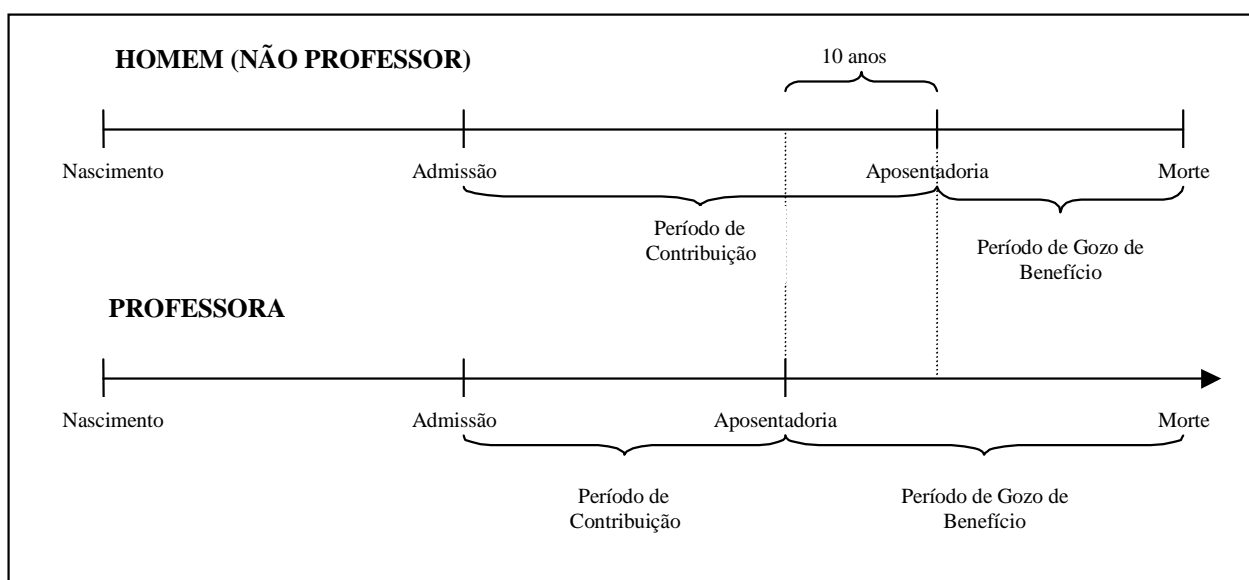 HOMEM (NÃO PROFESSOR)
10 anos
Nascimento
Admissão
Aposentadoria
Morte
Período de
Contribuição
Período de Gozo de
Benefício
PROFESSORA
Nascimento
Admissão
Aposentadoria
Morte
Período de
Contribuição
Período de Gozo de
Benefício